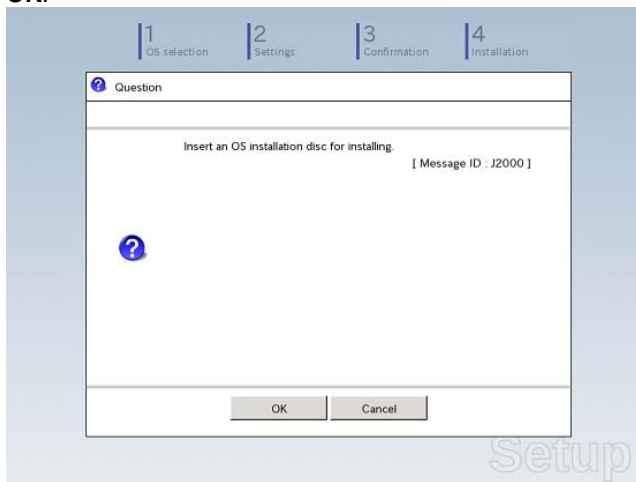 OK.
1
OS selection
2
Settings
3
Confirmation
4
Installation
Question
Insert an OS installation disc for installing.
[ Message ID : J2000 ]
OK
Cancel
Setup